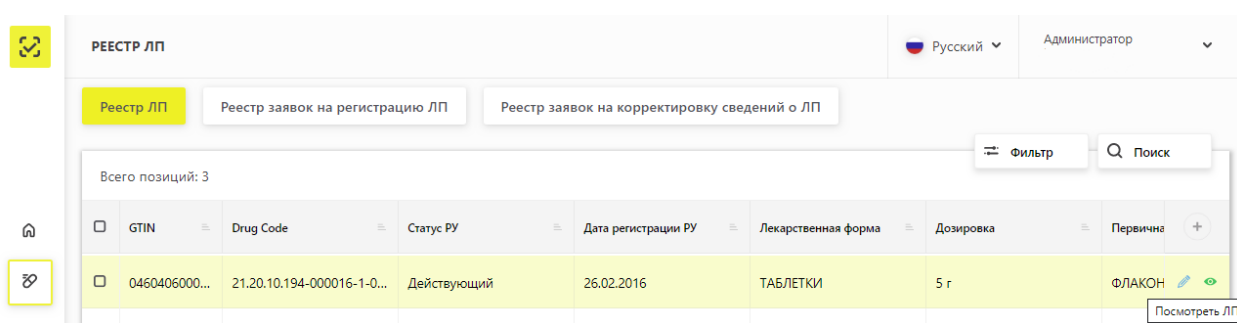 РЕЕСТР ЛП
Русский
Администратор
Реестр ЛП
Реестр заявок на регистрацию ЛП
Реестр заявок на корректировку сведений о ЛП
Фильтр
Поиск
Всего позиций: 3
GTIN Drug Code Статус РУ Дата регистрации РУ Лекарственная форма Дозировка Первична
0460406000... 21.20.10.194-000016-1-0... Действующий 26.02.2016 ТАБЛЕТКИ 5 г ФЛАКОН
Посмотреть ЛП